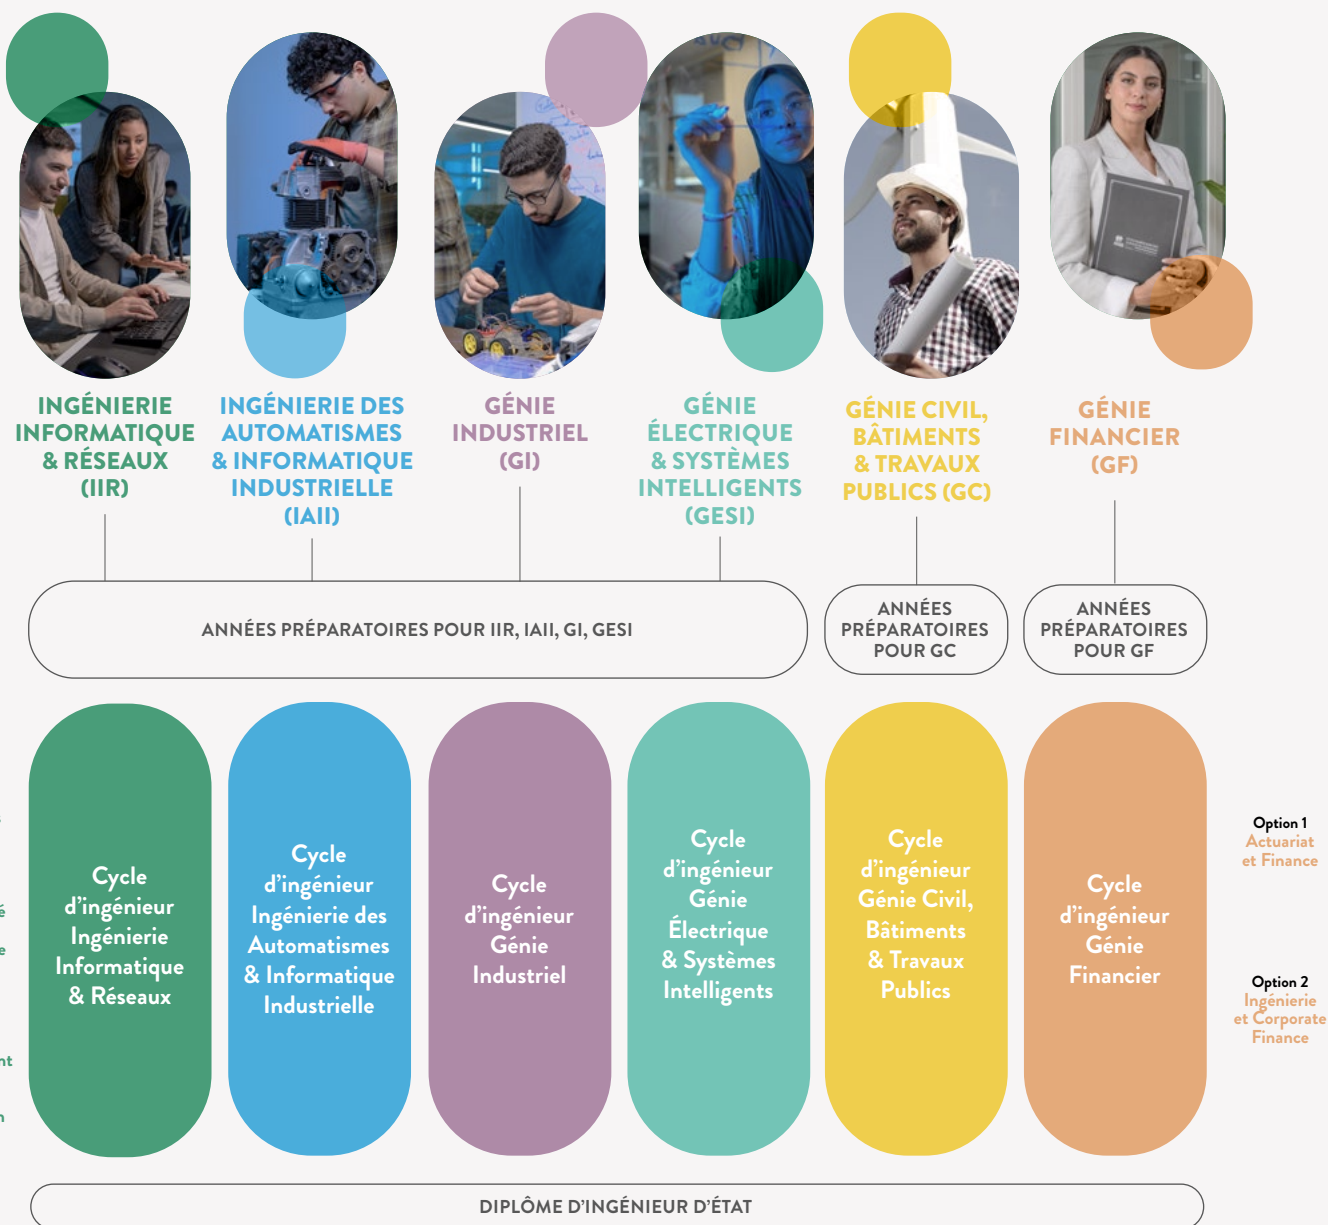 INGÉNIERIE
INFORMATIQUE
& RÉSEAUX
(IIR)
INGÉNIERIE DES
AUTOMATISMES
& INFORMATIQUE
INDUSTRIELLE
(IAII)
GÉNIE
INDUSTRIEL
(GI)
GÉNIE
ÉLECTRIQUE
& SYSTÈMES
INTELLIGENTS
(GESI)
GÉNIE CIVIL,
BÂTIMENTS
& TRAVAUX
PUBLICS (GC)
GÉNIE
FINANCIER
(GF)
ANNÉES PRÉPARATOIRES POUR IIR, IAII, GI, GESI
ANNÉES
PRÉPARATOIRES
POUR GC
ANNÉES
PRÉPARATOIRES
POUR GF
Cycle
d’ingénieur
Ingénierie
Informatique
& Réseaux
Cycle
d’ingénieur
Ingénierie des
Automatismes
& Informatique
Industrielle
Cycle
d’ingénieur
Génie
Industriel
Cycle
d’ingénieur
Génie
Électrique
& Systèmes
Intelligents
Cycle
d’ingénieur
Génie Civil,
Bâtiments
& Travaux
Publics
Cycle
d’ingénieur
Génie
Financier
Option 1
Actuariat
et Finance
Option 2
Ingénierie
et Corporate
Finance
DIPLÔME D’INGÉNIEUR D’ÉTAT